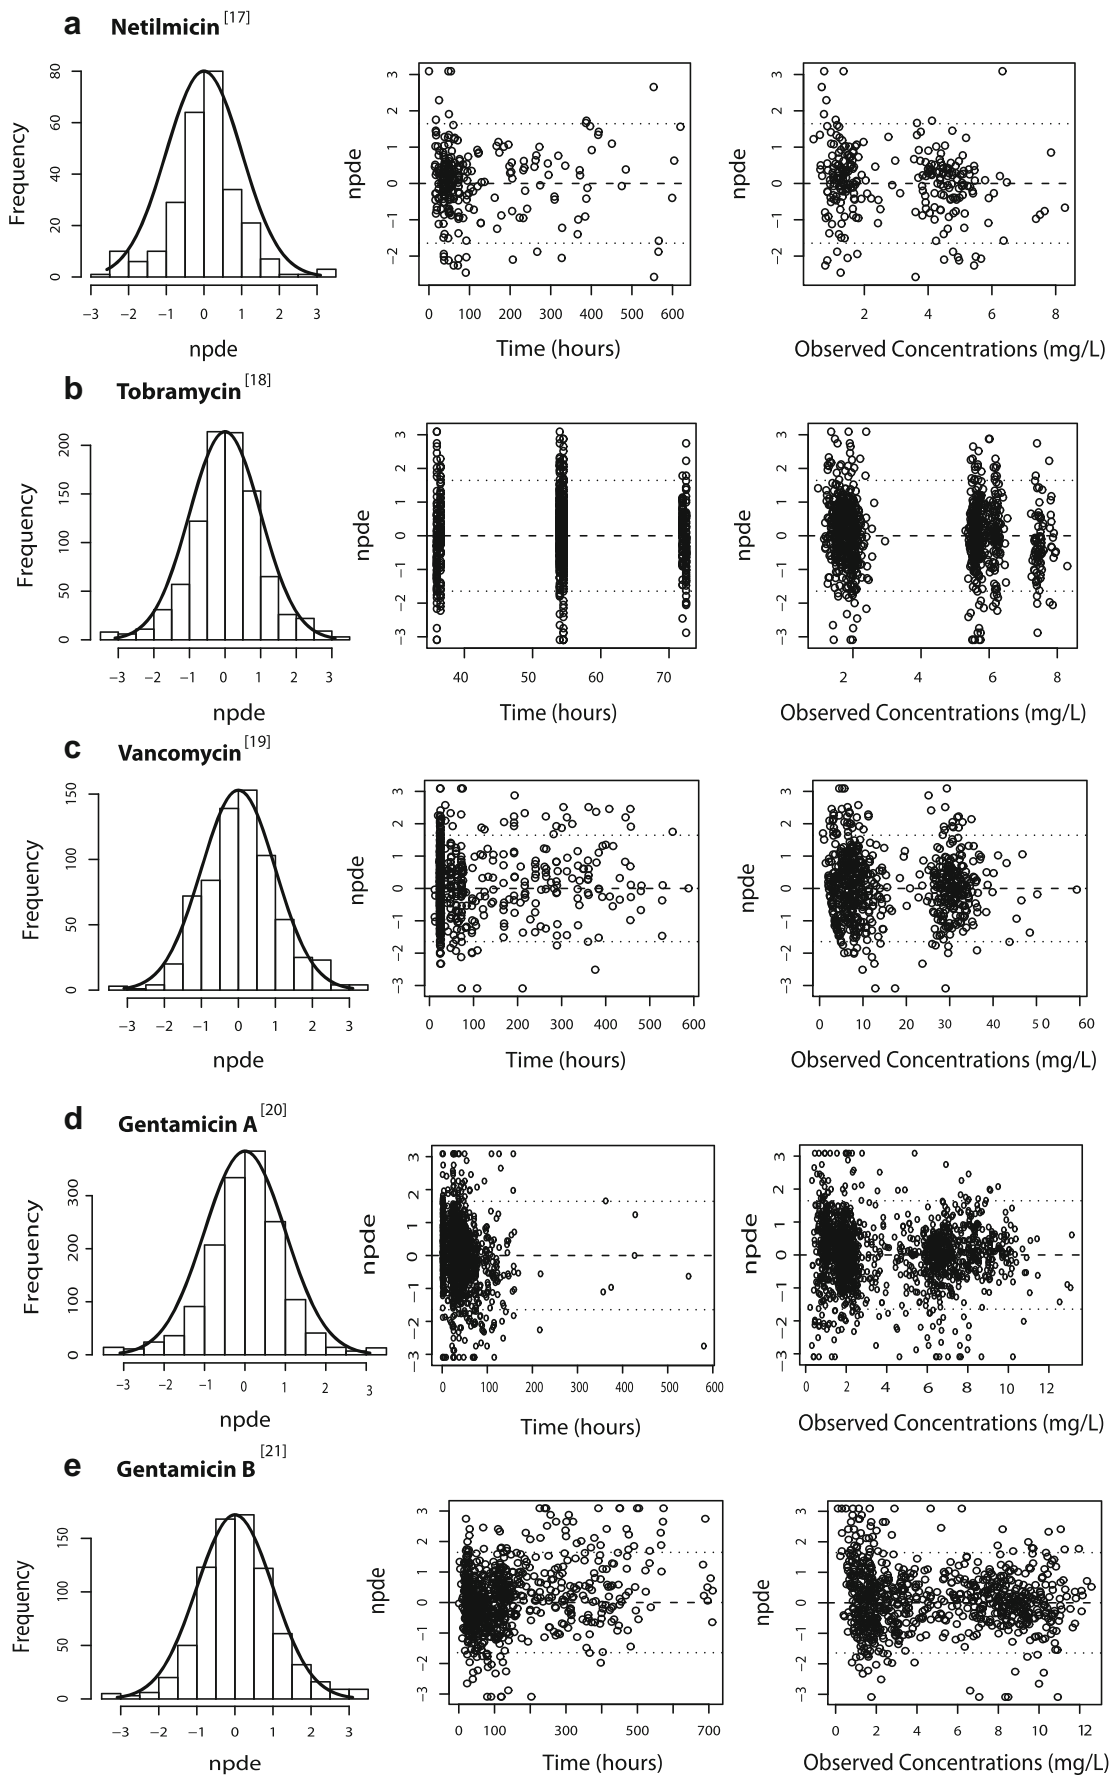 a Netilmicin [17]
Frequency
0 20 40 60 80
−3 −2 −1 0 1 2 3
npde
npde
−2 −1 0 1 2 3
0 100 200 300 400 500 600
Time (hours)
npde
−2 −1 0 1 2 3
2 4 6 8
Observed Concentrations (mg/L)
b Tobramycin [18]
Frequency
0 50 100 150 200
−3 −2 −1 0 1 2 3
npde
npde
−3 −2 −1 0 1 2 3
40 50 60 70
Time (hours)
npde
−3 −2 −1 0 1 2 3
2 4 6 8
Observed Concentrations (mg/L)
c Vancomycin [19]
Frequency
0 50 100 150
−3 −2 −1 0 1 2 3
npde
npde
−3 −2 −1 0 1 2 3
0 100 200 300 400 500 600
Time (hours)
npde
−3 −2 −1 0 1 2 3
0 10 20 30 40 50 60
Observed Concentrations (mg/L)
d Gentamicin A [20]
Frequency
0 100 200 300
−3 −2 −1 0 1 2 3
npde
npde
−3 −2 −1 0 1 2 3
0 100 200 300 400 500 600
Time (hours)
npde
−3 −2 −1 0 1 2 3
0 2 4 6 8 10 12
Observed Concentrations (mg/L)
e Gentamicin B [21]
Frequency
0 50 100 150
−3 −2 −1 0 1 2 3
npde
npde
−3 −2 −1 0 1 2 3
0 100 300 500 700
Time (hours)
npde
−3 −2 −1 0 1 2 3
0 2 4 6 8 10 12
Observed Concentrations (mg/L)